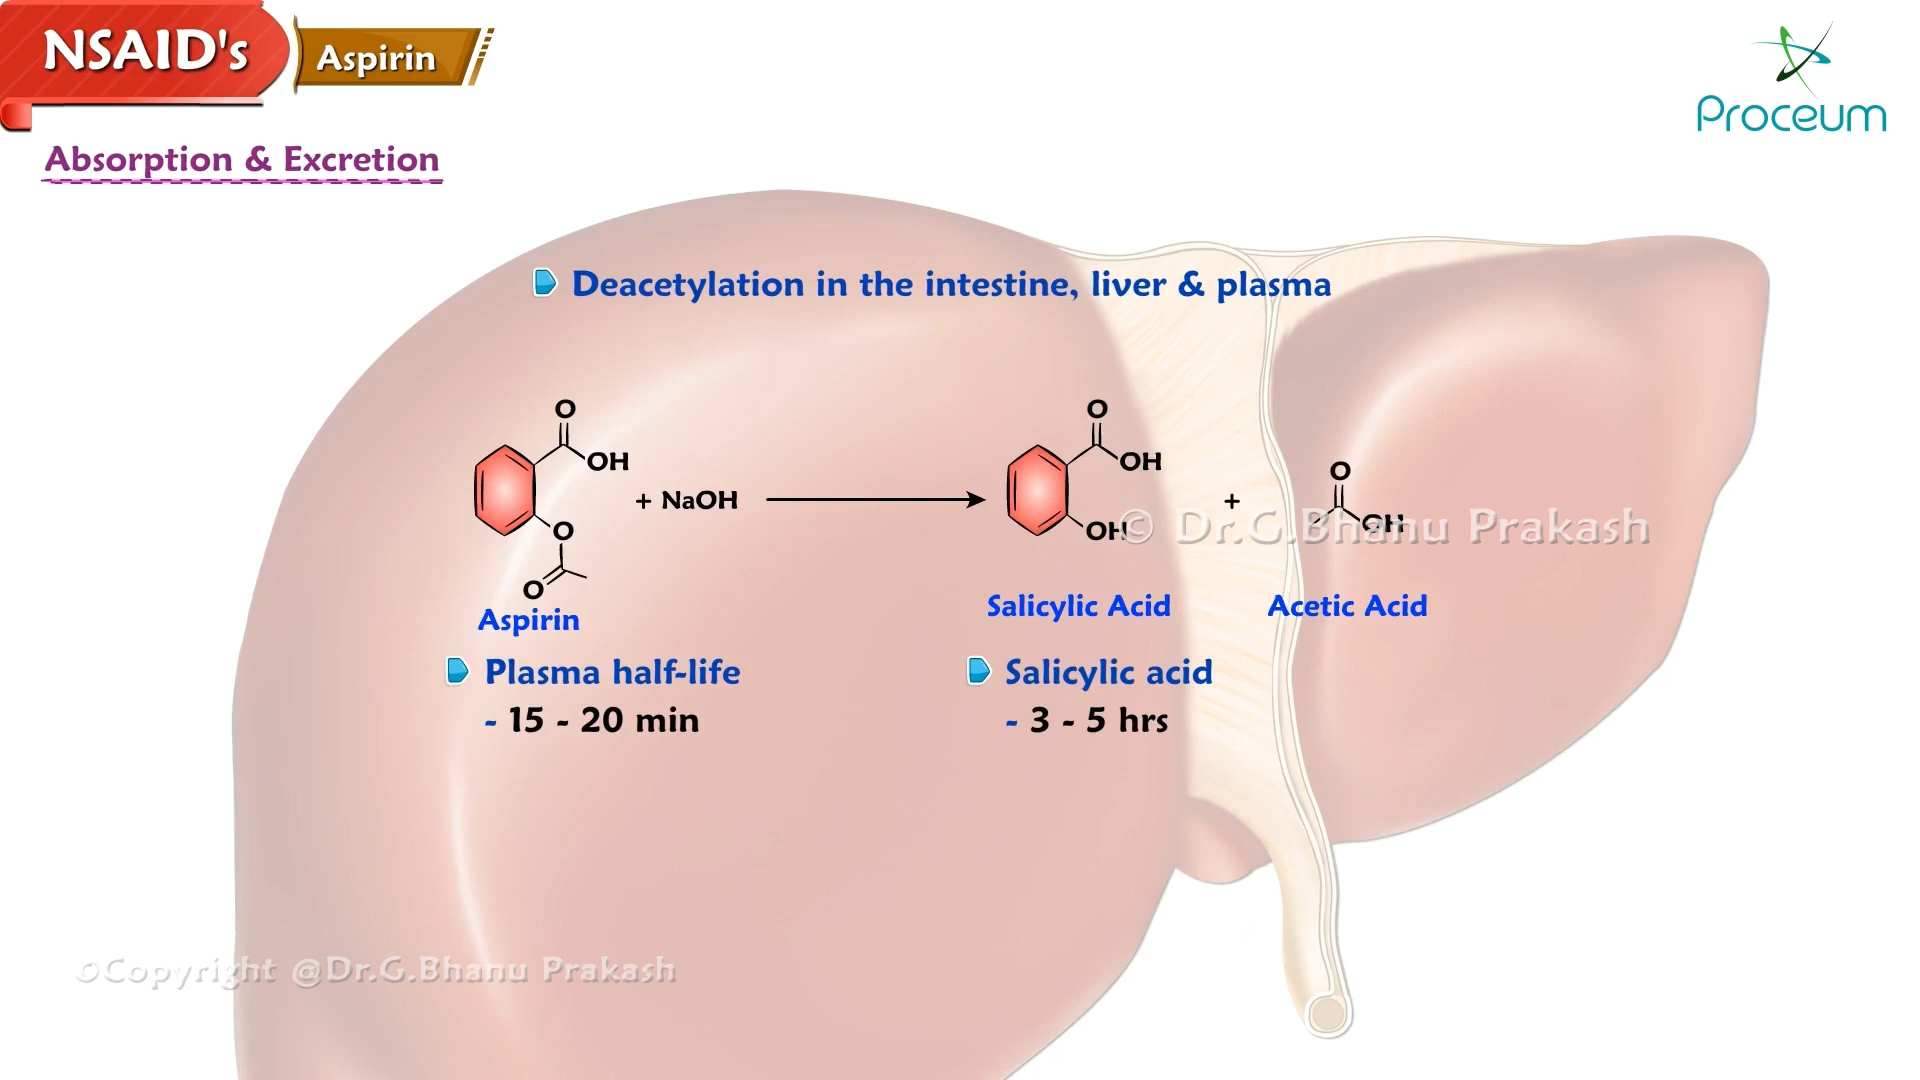 NSAID's
Aspirin
Proceum
Absorption & Excretion
Deacetylation in the intestine, liver & plasma
O
OH
O
O
+ NaOH
O
OH
OH
+
O
OH
© Dr.G.Bhanu Prakash
Aspirin
Salicylic Acid
Acetic Acid
Plasma half-life
- 15 - 20 min
Salicylic acid
- 3 - 5 hrs
©Copyright @Dr.G.Bhanu Prakash